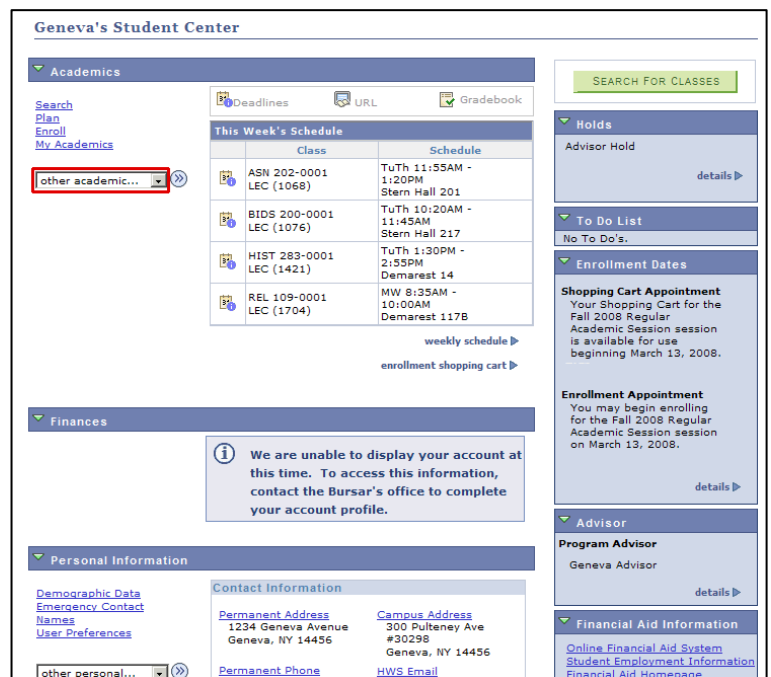 Geneva's Student Center
Academics
Search
Plan
Enroll
My Academics
other academic...
Deadlines
URL
Gradebook
This Week's Schedule
Class
Schedule
ASN 202-0001
LEC (1068)
TuTh 11:55AM -
1:20PM
Stern Hall 201
BIDS 200-0001
LEC (1076)
TuTh 10:20AM -
11:45AM
Stern Hall 217
HIST 283-0001
LEC (1421)
TuTh 1:30PM -
2:55PM
Demarest 14
REL 109-0001
LEC (1704)
MW 8:35AM -
10:00AM
Demarest 117B
weekly schedule
enrollment shopping cart
Finances
We are unable to display your account at
this time. To access this information,
contact the Bursar's office to complete
your account profile.
Personal Information
Demographic Data
Emergency Contact
Names
User Preferences
other personal...
Contact Information
Permanent Address
1234 Geneva Avenue
Geneva, NY 14456
Campus Address
300 Pulteney Ave
#30298
Geneva, NY 14456
Permanent Phone
HWS Email
SEARCH FOR CLASSES
Holds
Advisor Hold
details
To Do List
No To Do's.
Enrollment Dates
Shopping Cart Appointment
Your Shopping Cart for the
Fall 2008 Regular
Academic Session session
is available for use
beginning March 13, 2008.
Enrollment Appointment
You may begin enrolling
for the Fall 2008 Regular
Academic Session session
on March 13, 2008.
details
Advisor
Program Advisor
Geneva Advisor
details
Financial Aid Information
Online Financial Aid System
Student Employment Information
Financial Aid Homepage